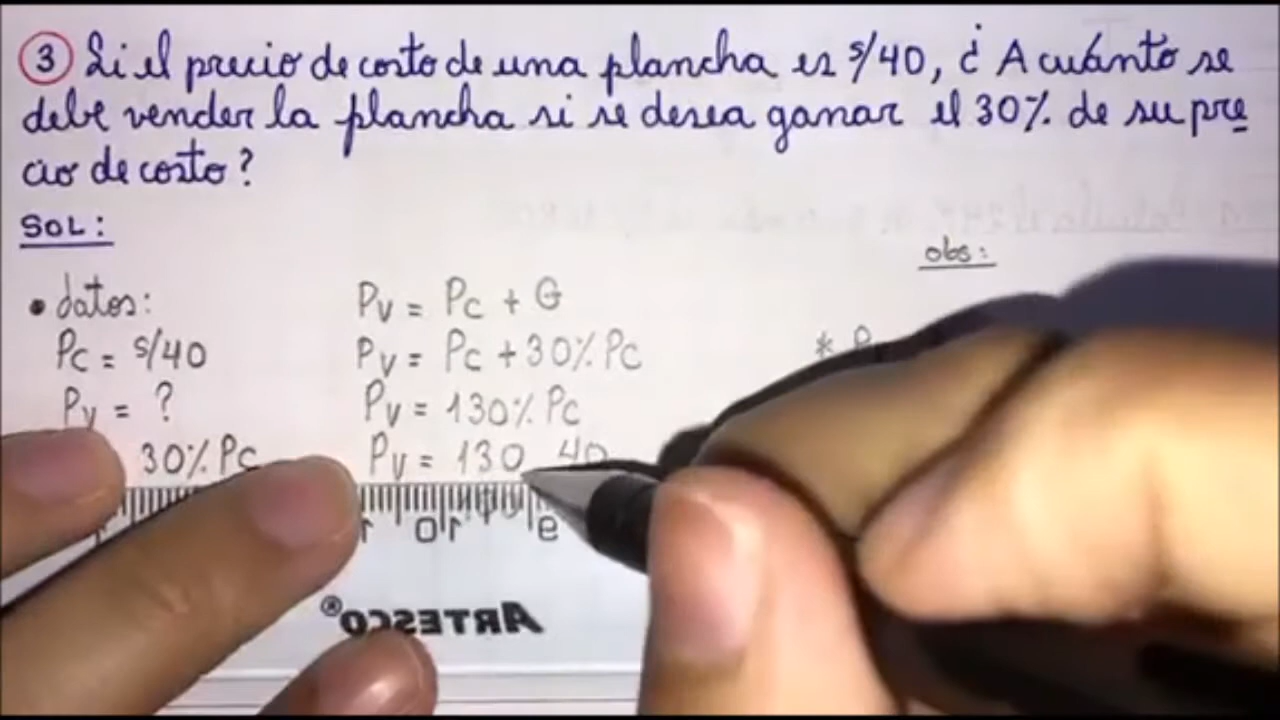 3 Si el precio de costo de una plancha es s/40, ¿ A cuánto se
debe vender la plancha si se desea ganar el 30% de su pre
cio de costo ?
SOL :
obs :
• datos :
Pc = s/40
Pv = ?
30% Pc
Pv = Pc + G
Pv = Pc + 30% Pc
Pv = 130% Pc
Pv = 130 40
* P
10
9
ARTESCO®